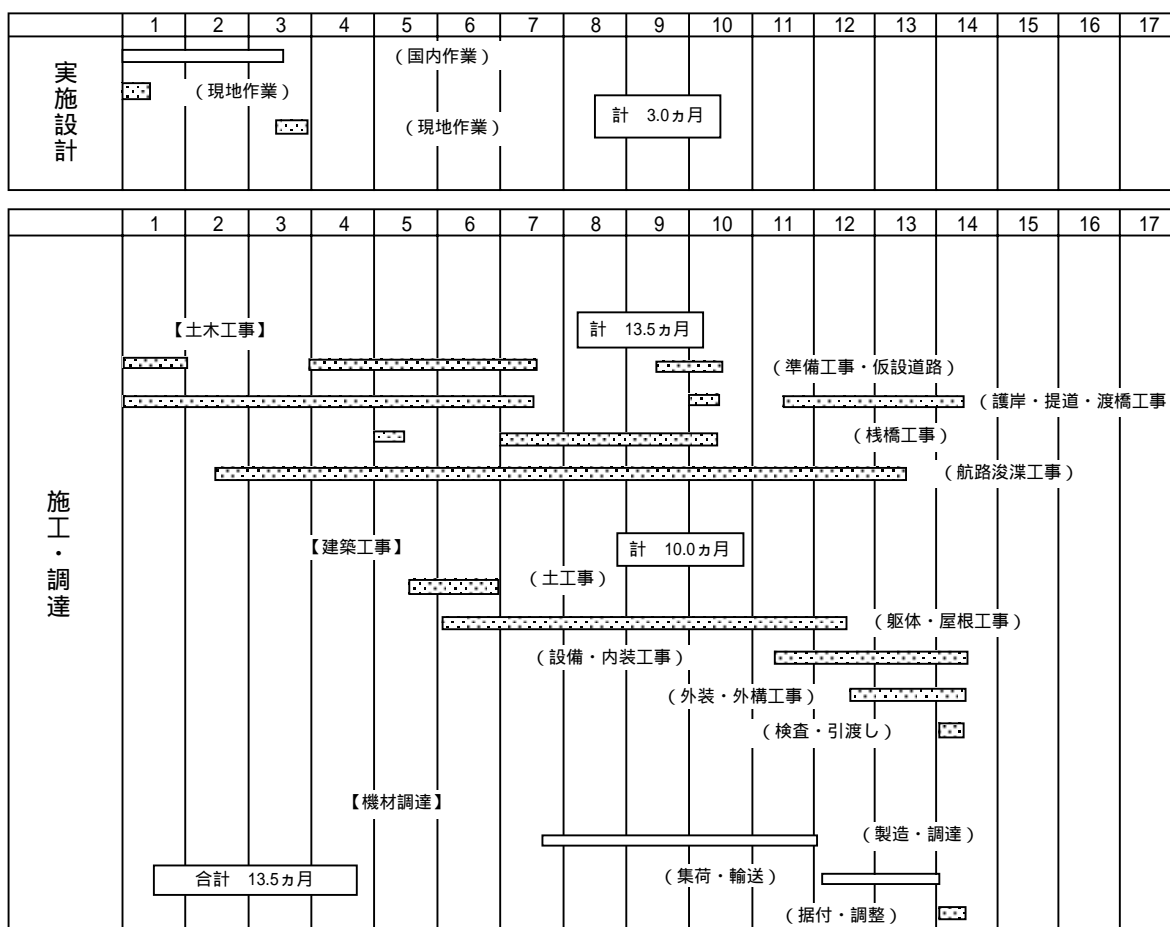 1 2 3 4 5 6 7 8 9 10 11 12 13 14 15 16 17
実施設計
（国内作業）
（現地作業）
計 3.0ヵ月
（現地作業）
1 2 3 4 5 6 7 8 9 10 11 12 13 14 15 16 17
施工・調達
【土木工事】
計 13.5ヵ月
（準備工事・仮設道路）
（護岸・提道・渡橋工事
（桟橋工事）
（航路浚渫工事）
【建築工事】
計 10.0ヵ月
（土工事）
（躯体・屋根工事）
（設備・内装工事）
（外装・外構工事）
（検査・引渡し）
【機材調達】
（製造・調達）
合計 13.5ヵ月
（集荷・輸送）
（据付・調整）